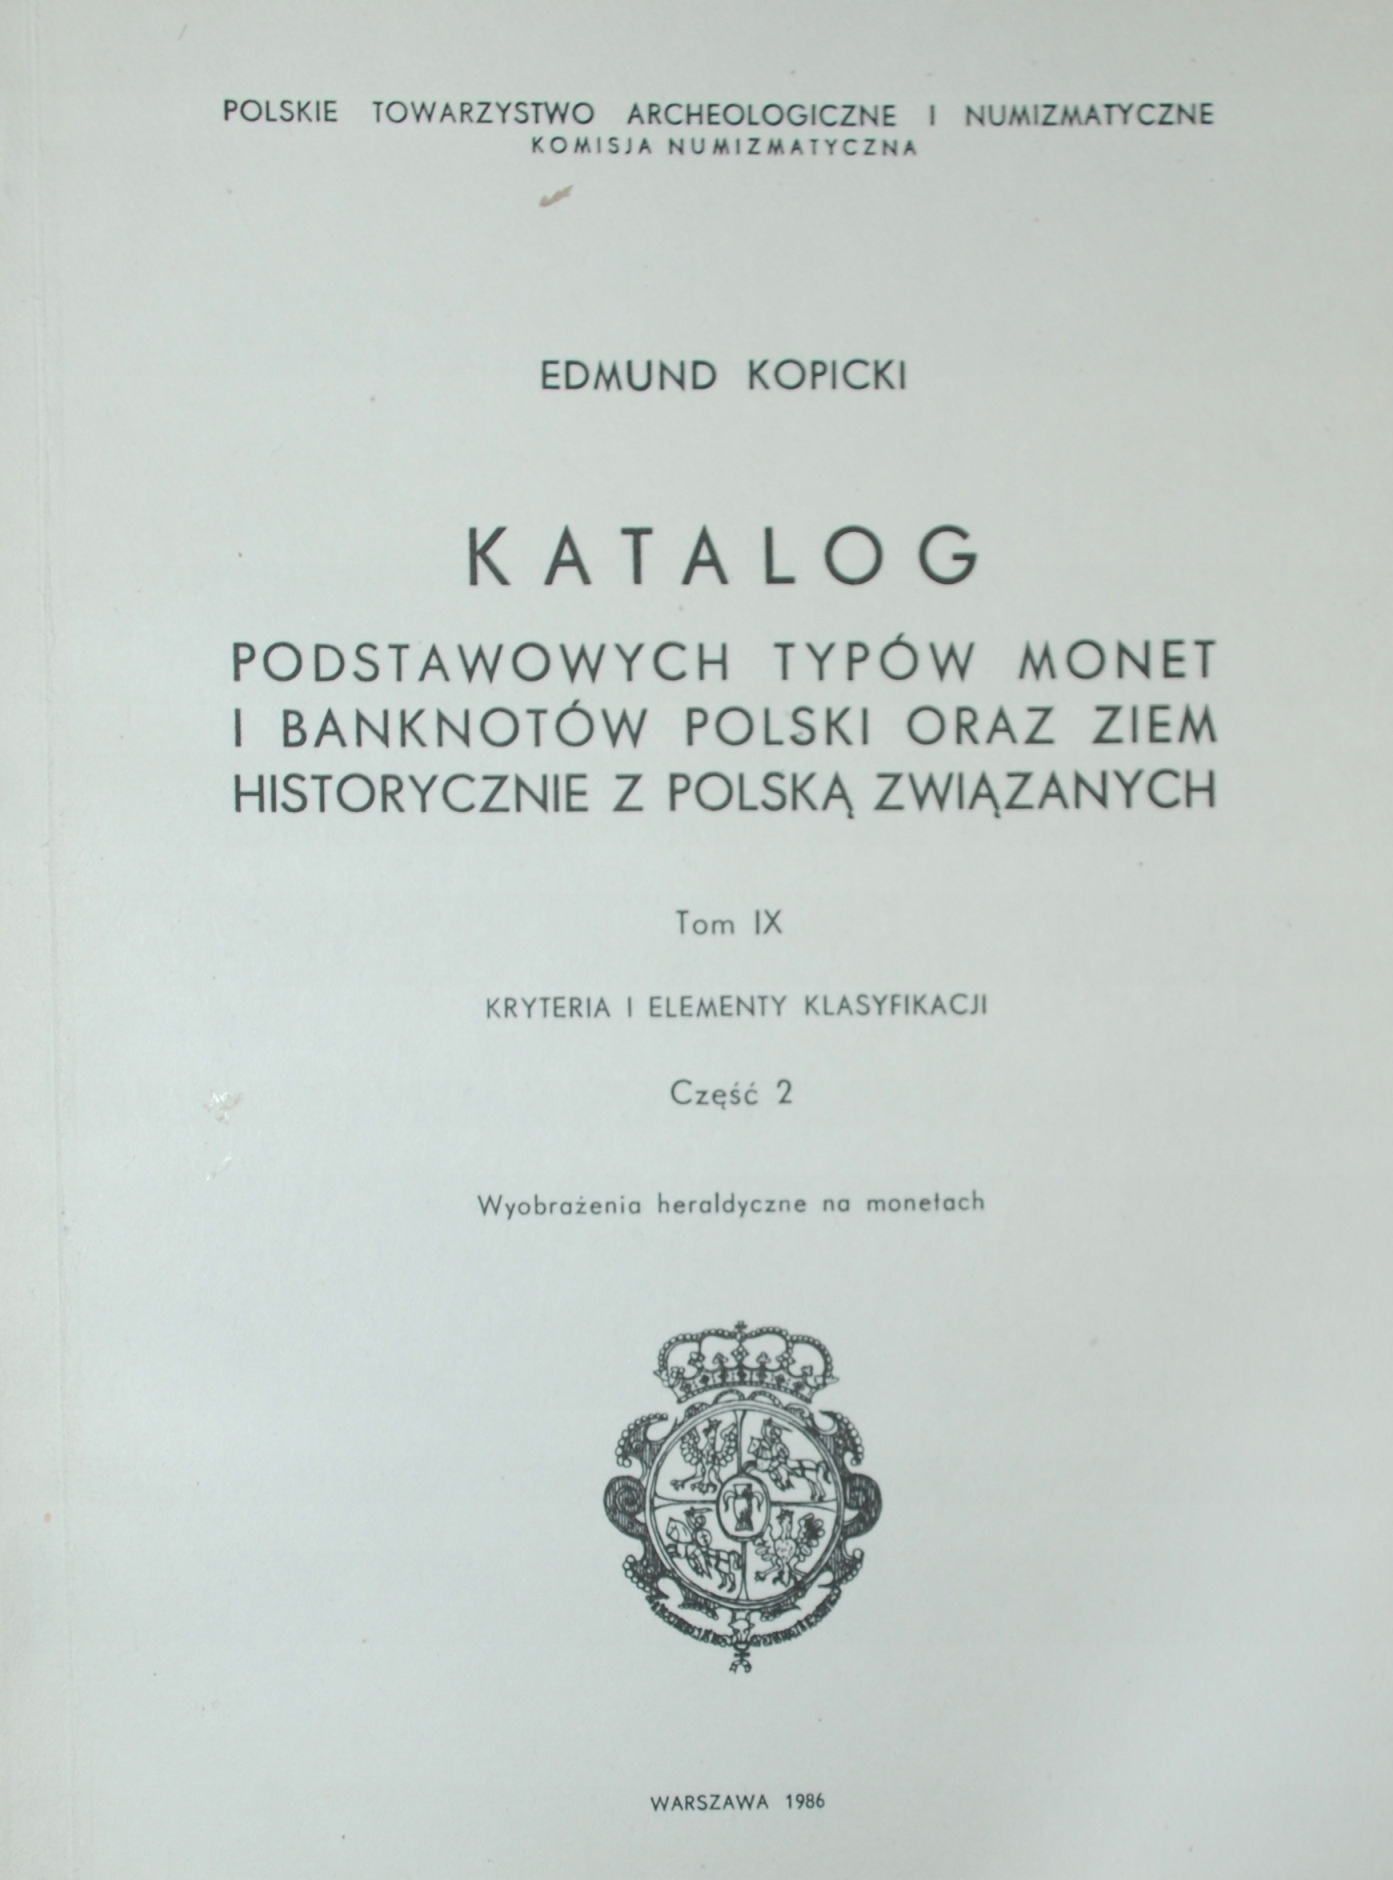 POLSKIE TOWARZYSTWO ARCHEOLOGICZNE I NUMIZMATYCZNE
KOMISJA NUMIZMATYCZNA
EDMUND KOPICKI
KATALOG
PODSTAWOWYCH TYPÓW MONET
I BANKNOTÓW POLSKI ORAZ ZIEM
HISTORYCZNIE Z POLSKĄ ZWIĄZANYCH
Tom IX
KRYTERIA I ELEMENTY KLASYFIKACJI
Część 2
Wyobrażenia heraldyczne na monetach
WARSZAWA 1986